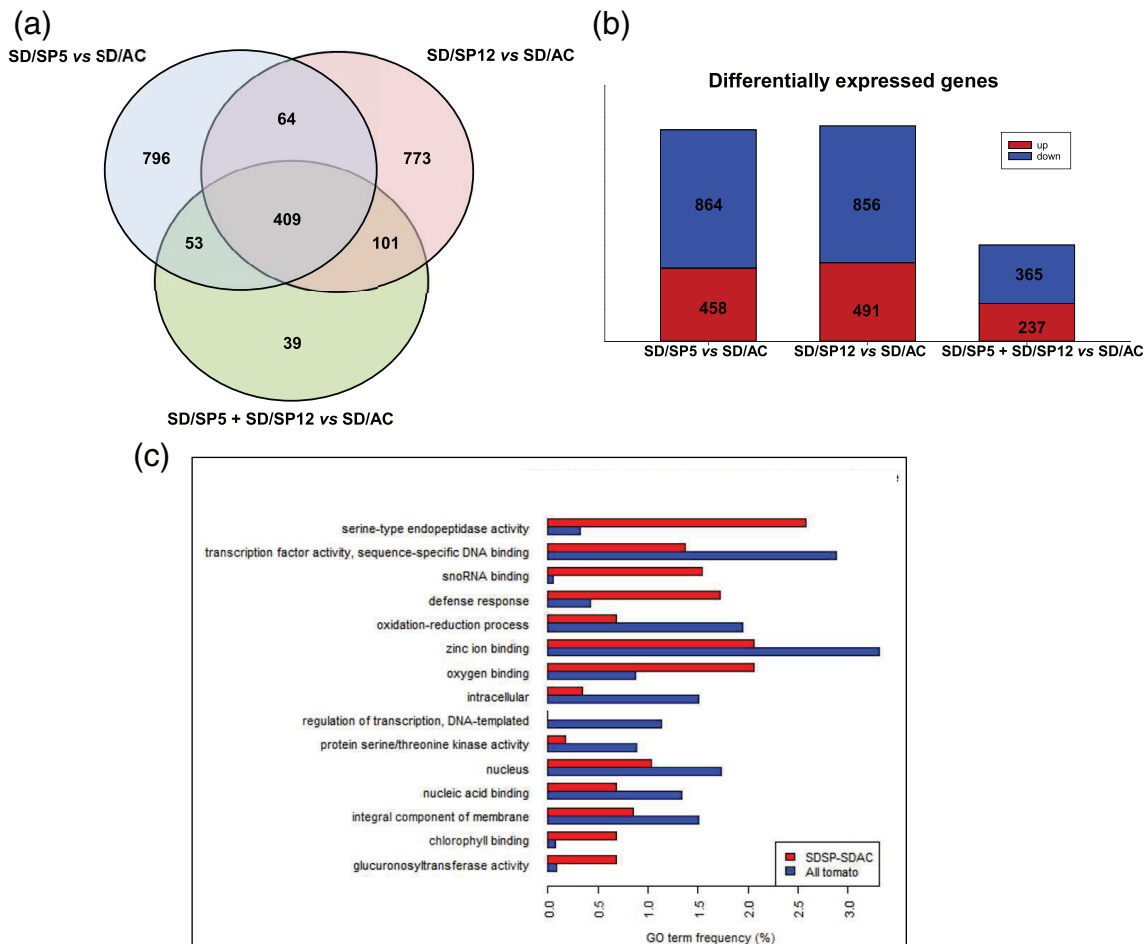 (a)
SD/SP5 vs SD/AC
SD/SP12 vs SD/AC
64
796
773
409
53
101
39
SD/SP5 + SD/SP12 vs SD/AC
(b)
Differentially expressed genes
up
down
864
856
365
458
491
237
SD/SP5 vs SD/AC
SD/SP12 vs SD/AC
SD/SP5 + SD/SP12 vs SD/AC
(c)
serine-type endopeptidase activity
transcription factor activity, sequence-specific DNA binding
snoRNA binding
defense response
oxidation-reduction process
zinc ion binding
oxygen binding
intracellular
regulation of transcription, DNA-templated
protein serine/threonine kinase activity
nucleus
nucleic acid binding
integral component of membrane
chlorophyll binding
glucuronosyltransferase activity
SDSP-SDAC
All tomato
0.0 0.5 1.0 1.5 2.0 2.5 3.0
GO term frequency (%)